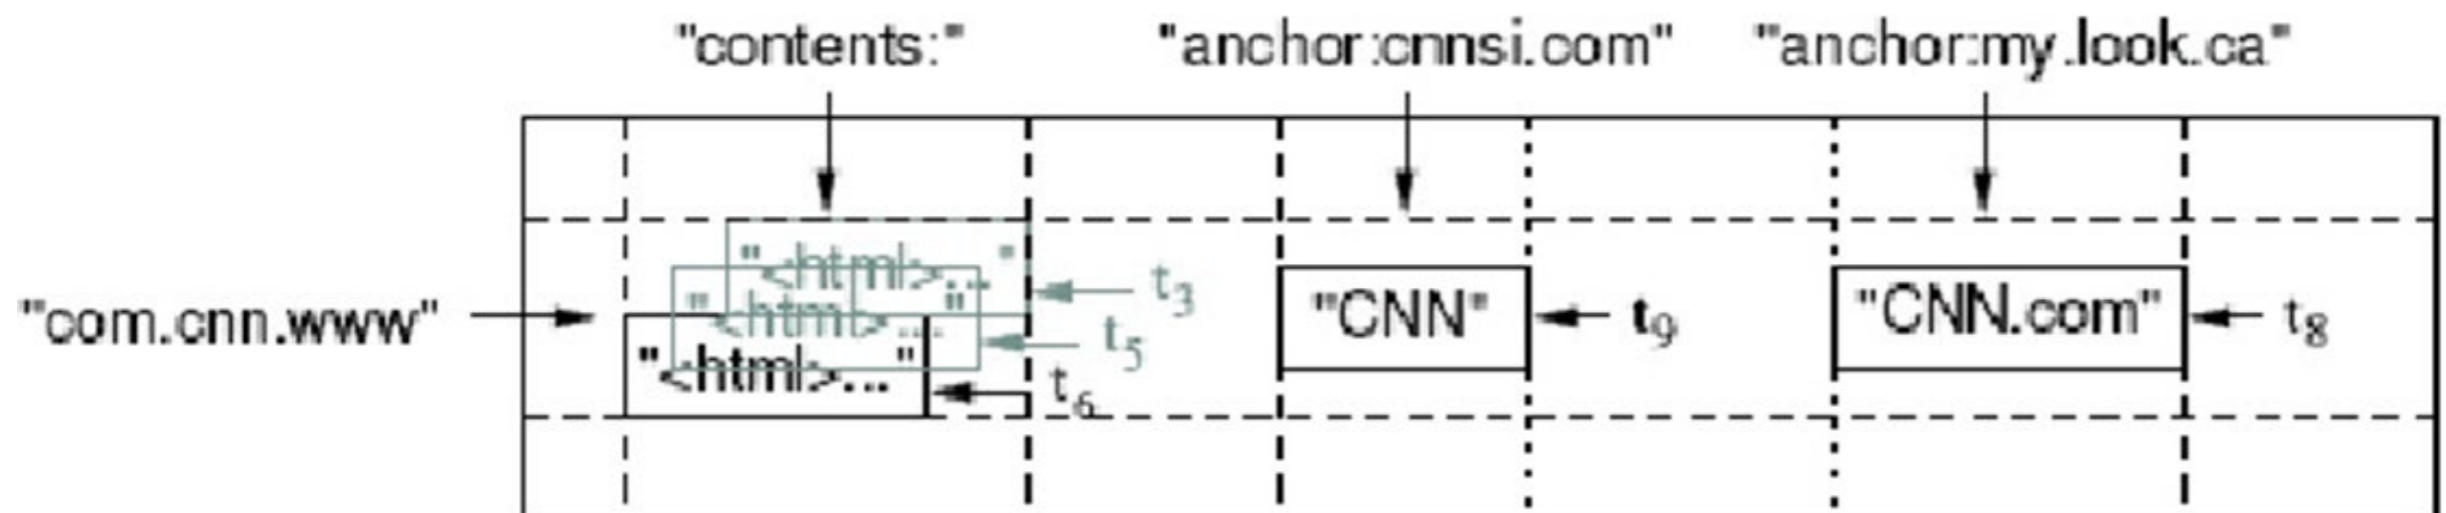 "contents:" "anchor:cnnsi.com" "anchor:my.look.ca"
"<html>..."
t3
"<html>..."
"com.cnn.www" "CNN" t9 "CNN.com" t8
t5
"<html>..."
t6